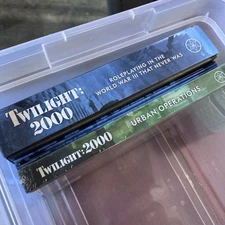 TWILIGHT:
2000
ROLEPLAYING IN THE
WORLD WAR III THAT NEVER WAS
TWILIGHT: 2000
URBAN OPERATIONS